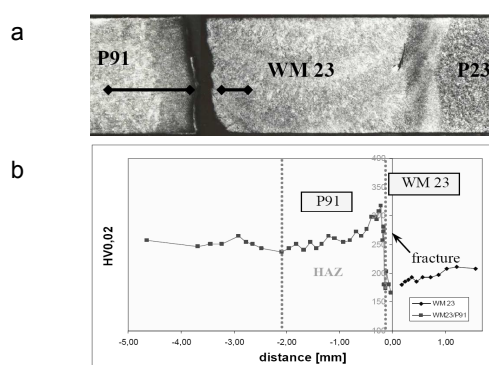 a
P91 WM 23 P23
b
400
350
300
250
200
150
100
HV0,02
P91
WM 23
HAZ
fracture
WM 23
WM23/P91
-5,00 -4,00 -3,00 -2,00 -1,00 0,00 1,00
distance [mm]